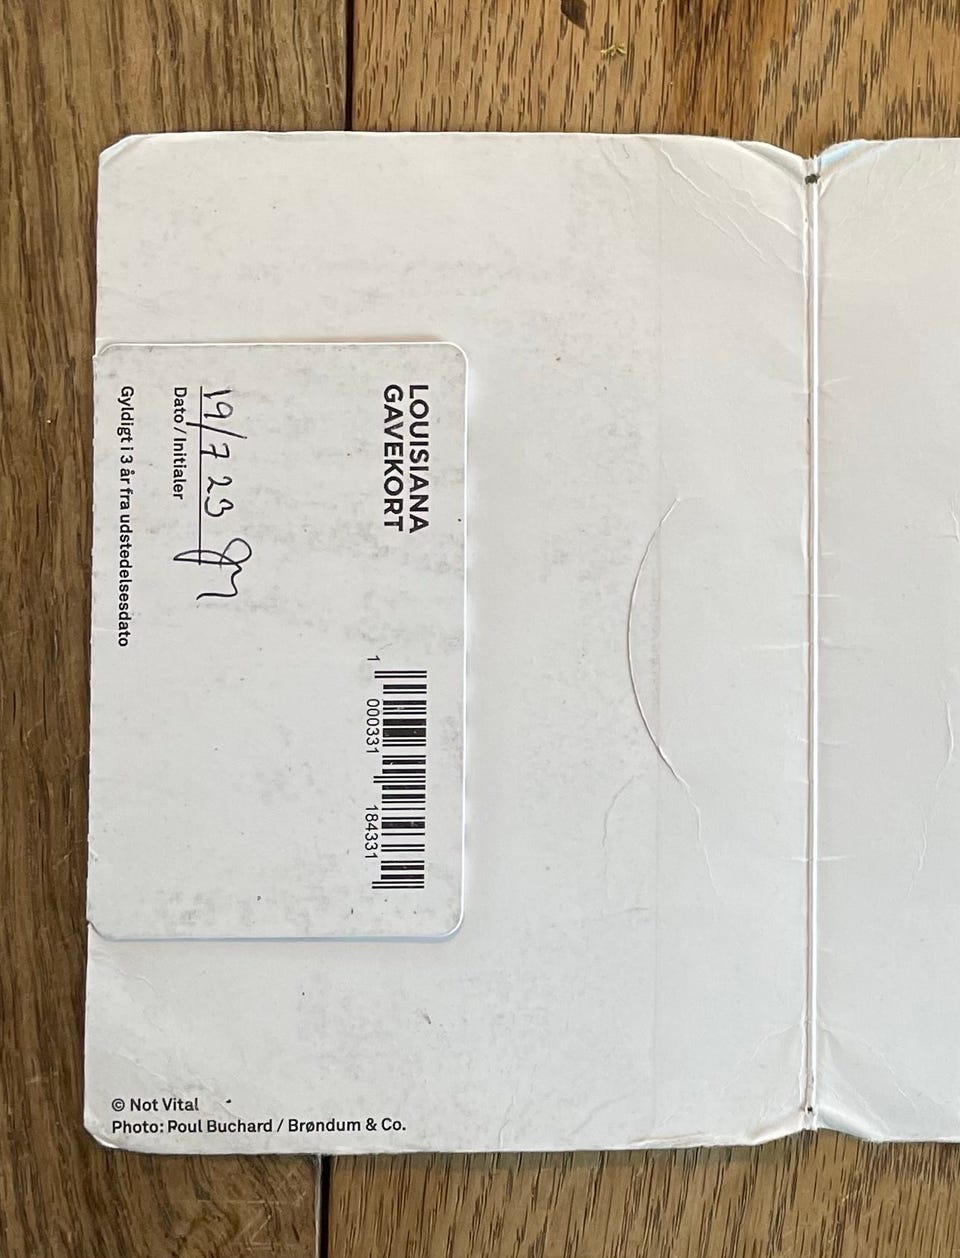 LOUISIANA
GAVEKORT
1 000331 184331
19/7 23
Dato / Initialer
Gyldigt i 3 år fra udstedelsesdato
© Not Vital
Photo: Poul Buchard / Brøndum & Co.